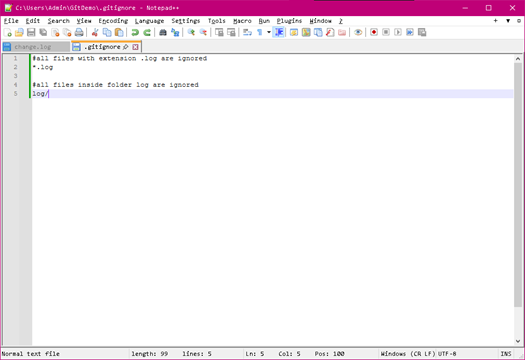 C:\Users\Admin\GitDemo\.gitignore - Notepad++
File Edit Search View Encoding Language Settings Tools Macro Run Plugins Window ?
+ ▼ X
change.log .gitignore
1 #all files with extension .log are ignored
2 *.log
3
4 #all files inside folder log are ignored
5 log/
Normal text file length: 99 lines: 5 Ln: 5 Col: 5 Pos: 100 Windows (CR LF) UTF-8 INS